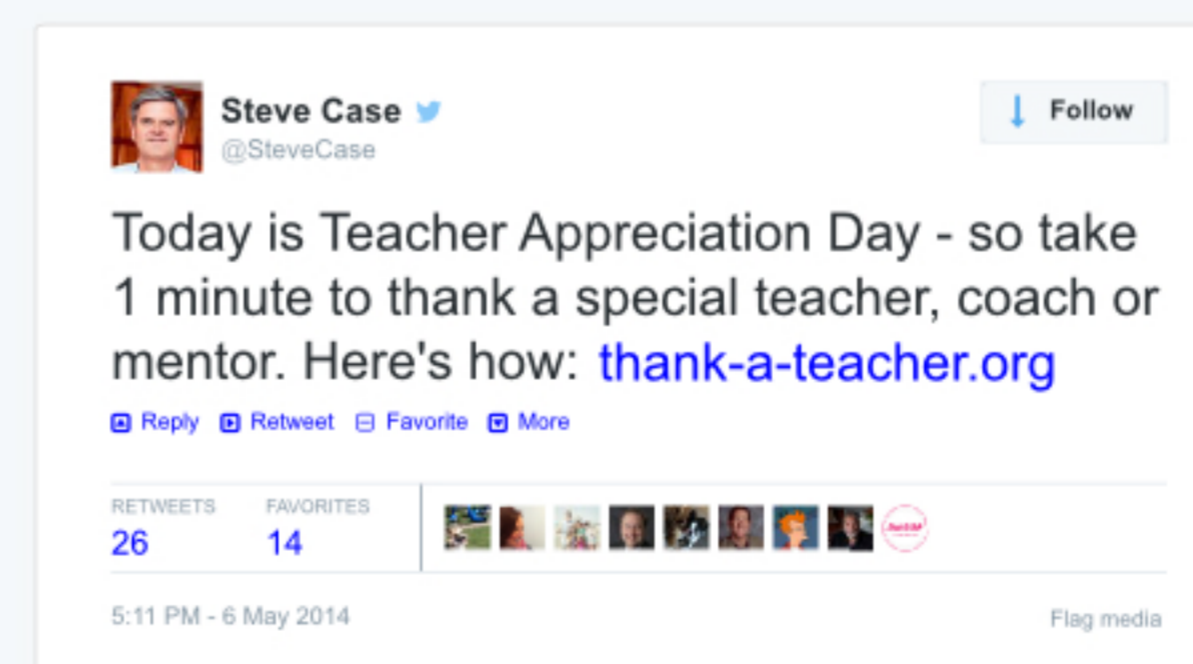 Steve Case
Follow
@SteveCase
Today is Teacher Appreciation Day - so take
1 minute to thank a special teacher, coach or
mentor. Here's how: thank-a-teacher.org
Reply Retweet Favorite More
RETWEETS FAVORITES
26 14
5:11 PM - 6 May 2014
Flag media